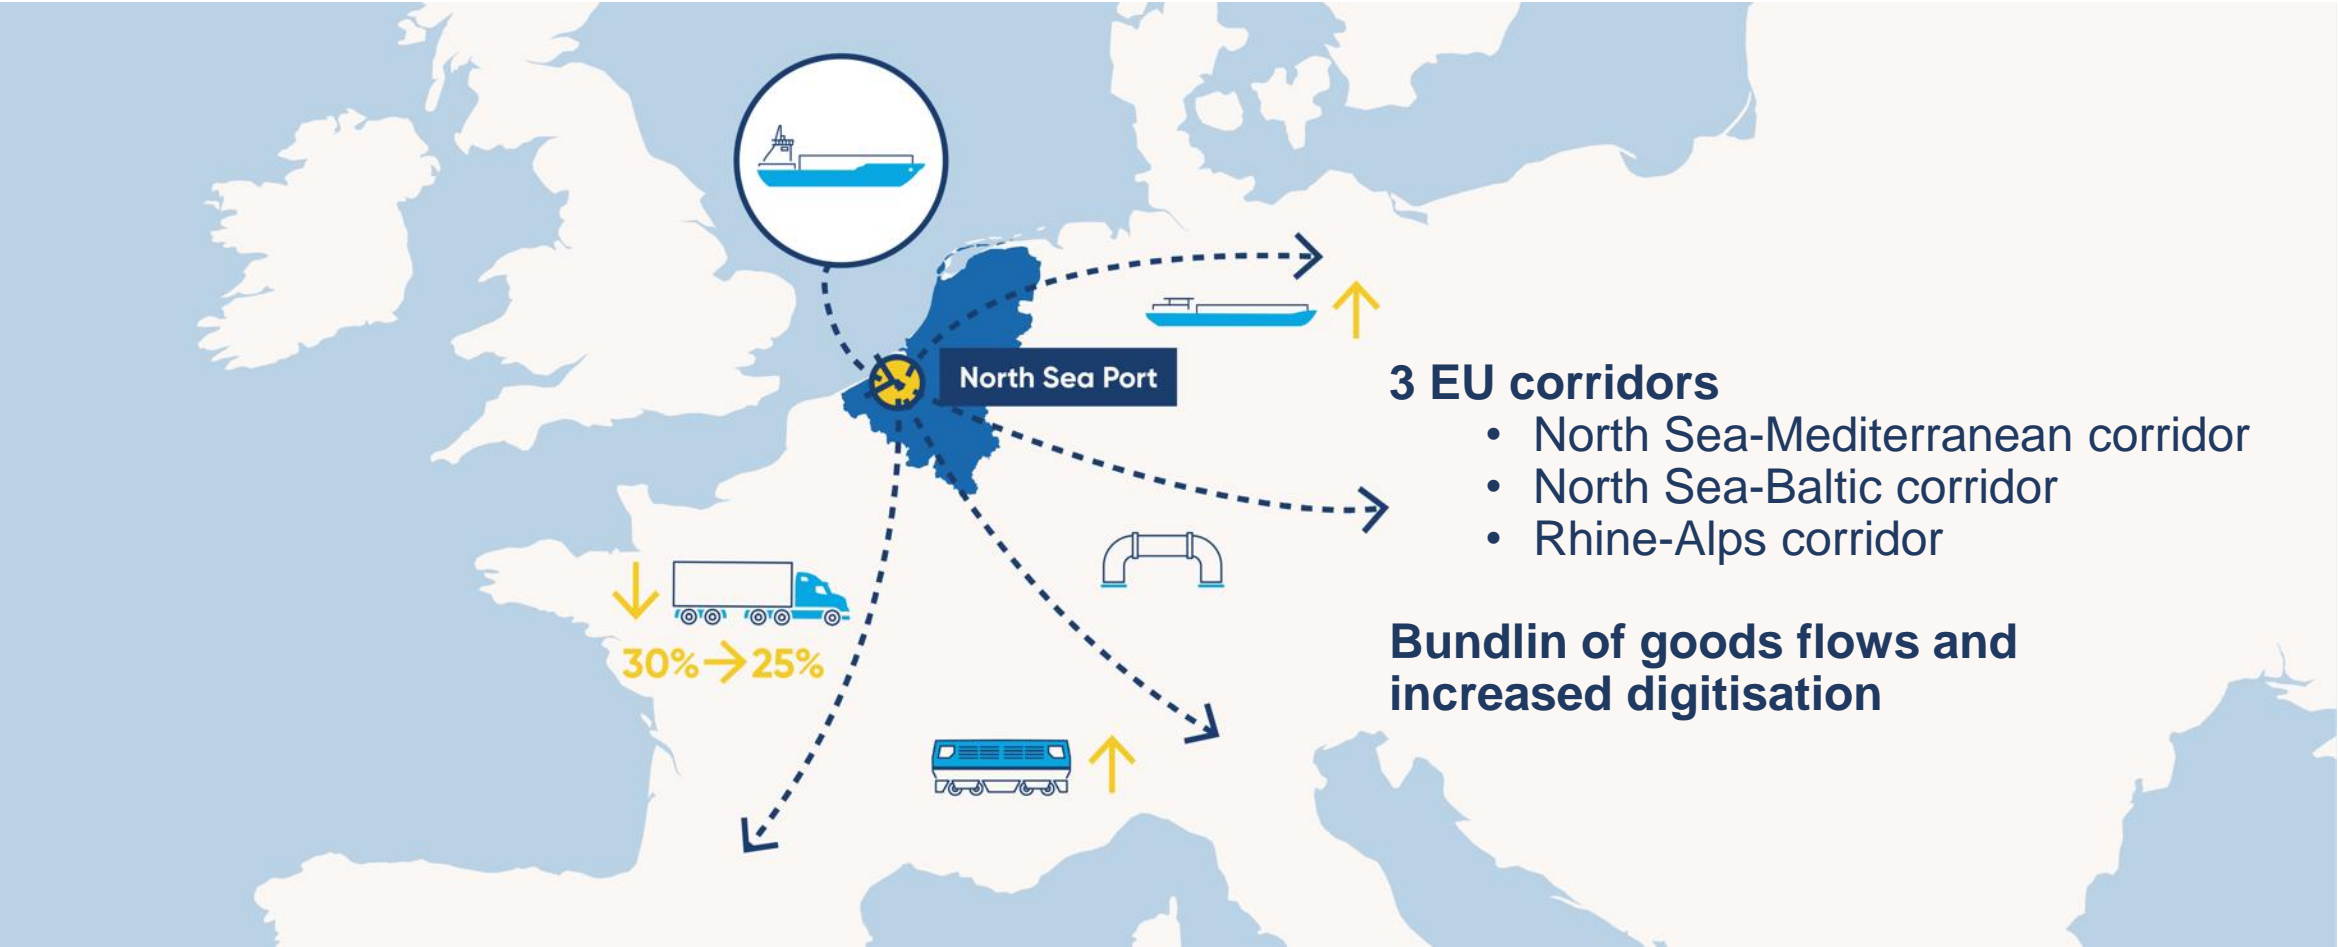 North Sea Port
3 EU corridors
• North Sea-Mediterranean corridor
• North Sea-Baltic corridor
• Rhine-Alps corridor
30%→25%
Bundlin of goods flows and
increased digitisation